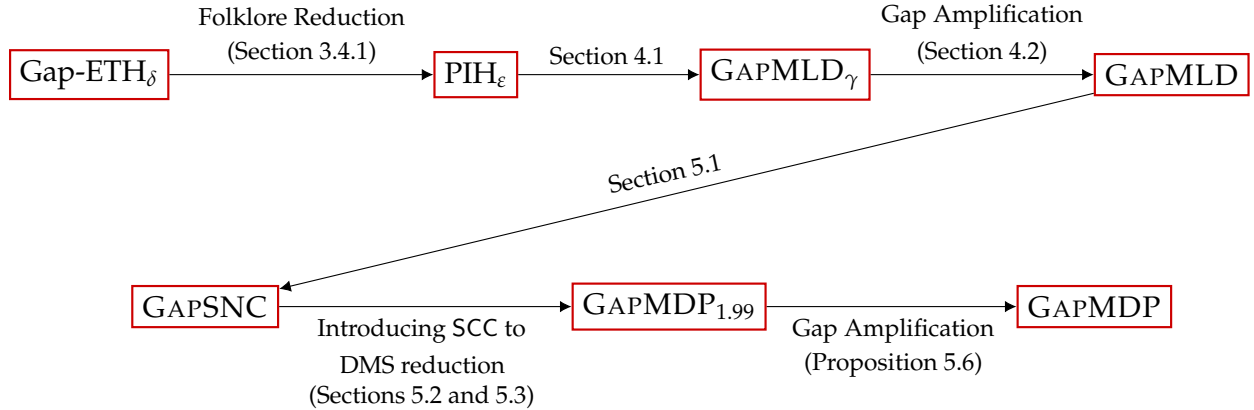 Folklore Reduction
(Section 3.4.1)
Gap Amplification
(Section 4.2)
Gap-ETHδ
PIHε
Section 4.1
GAPMLDγ
GAPMLD
Section 5.1
GAPSNC
GAPMDP1.99
GAPMDP
Introducing SCC to
DMS reduction
(Sections 5.2 and 5.3)
Gap Amplification
(Proposition 5.6)